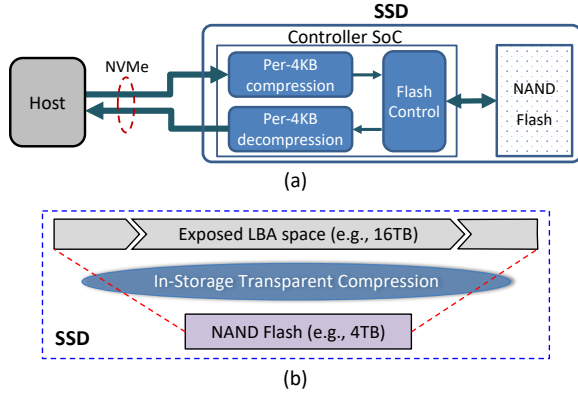 SSD
Controller SoC
NVMe
Host
Per-4KB
compression
Per-4KB
decompression
Flash
Control
NAND
Flash
(a)
Exposed LBA space (e.g., 16TB)
In-Storage Transparent Compression
NAND Flash (e.g., 4TB)
SSD
(b)